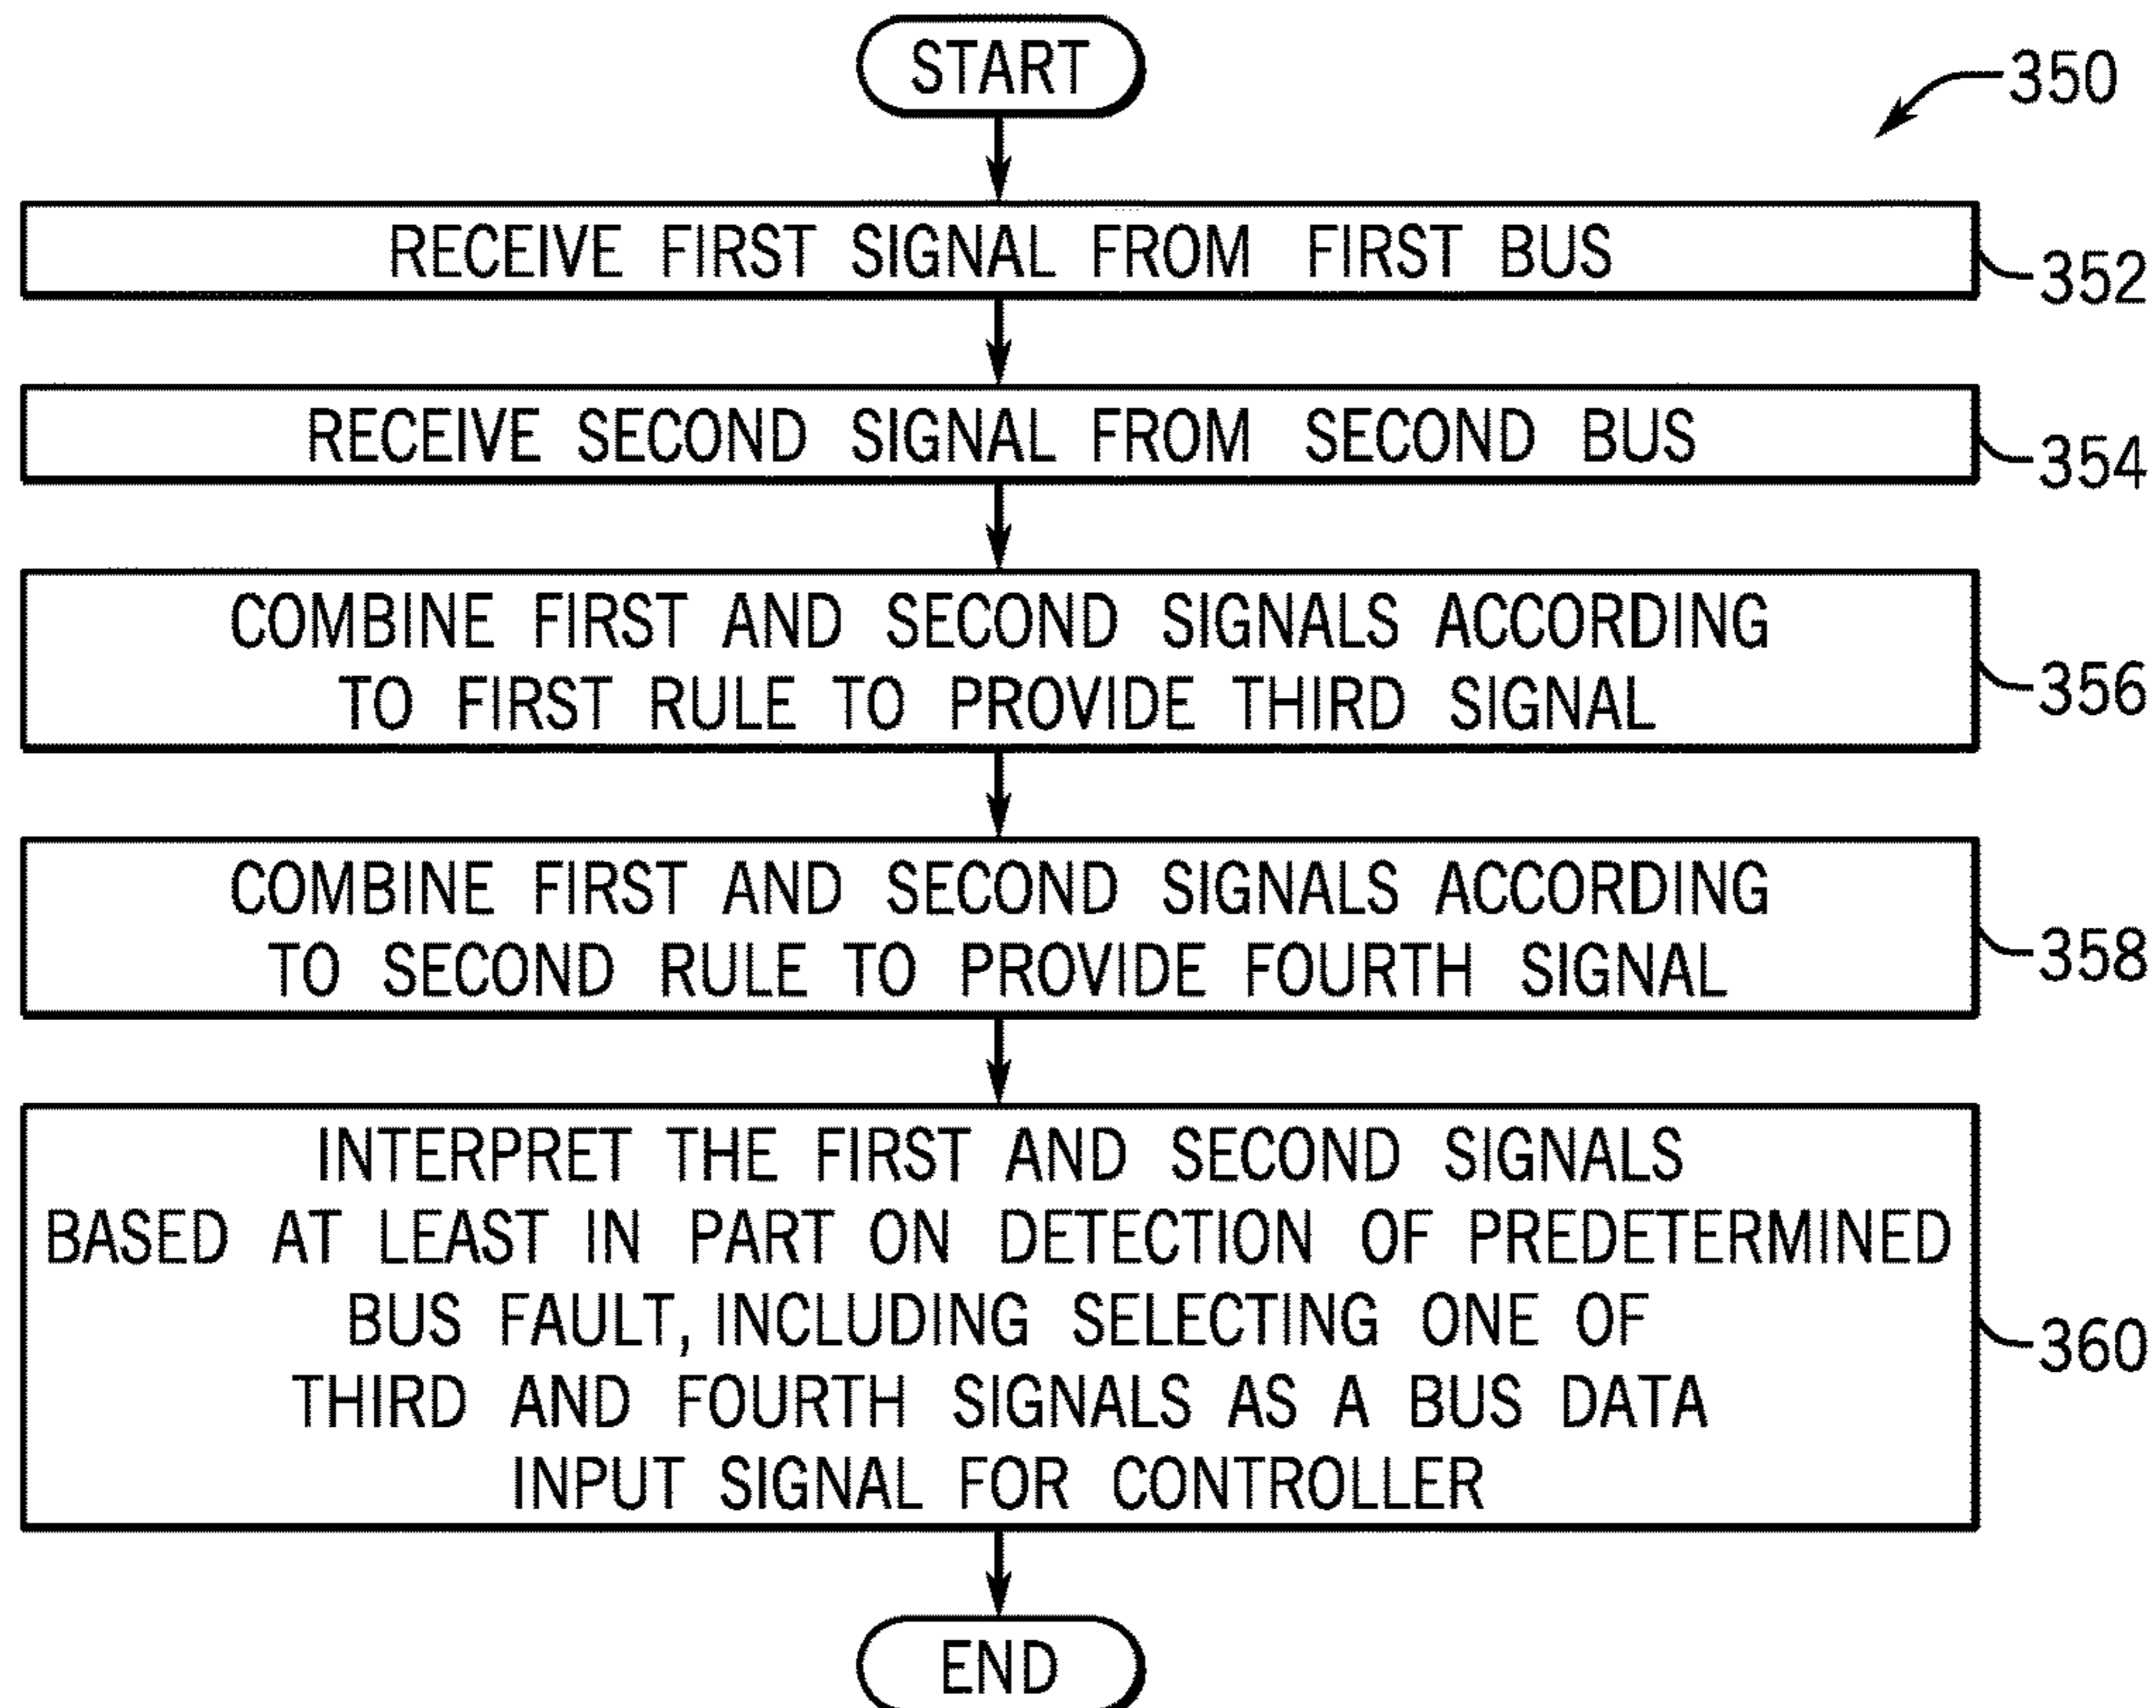 START
350
RECEIVE FIRST SIGNAL FROM FIRST BUS
352
RECEIVE SECOND SIGNAL FROM SECOND BUS
354
COMBINE FIRST AND SECOND SIGNALS ACCORDING
TO FIRST RULE TO PROVIDE THIRD SIGNAL
356
COMBINE FIRST AND SECOND SIGNALS ACCORDING
TO SECOND RULE TO PROVIDE FOURTH SIGNAL
358
INTERPRET THE FIRST AND SECOND SIGNALS
BASED AT LEAST IN PART ON DETECTION OF PREDETERMINED
BUS FAULT, INCLUDING SELECTING ONE OF
THIRD AND FOURTH SIGNALS AS A BUS DATA
INPUT SIGNAL FOR CONTROLLER
360
END